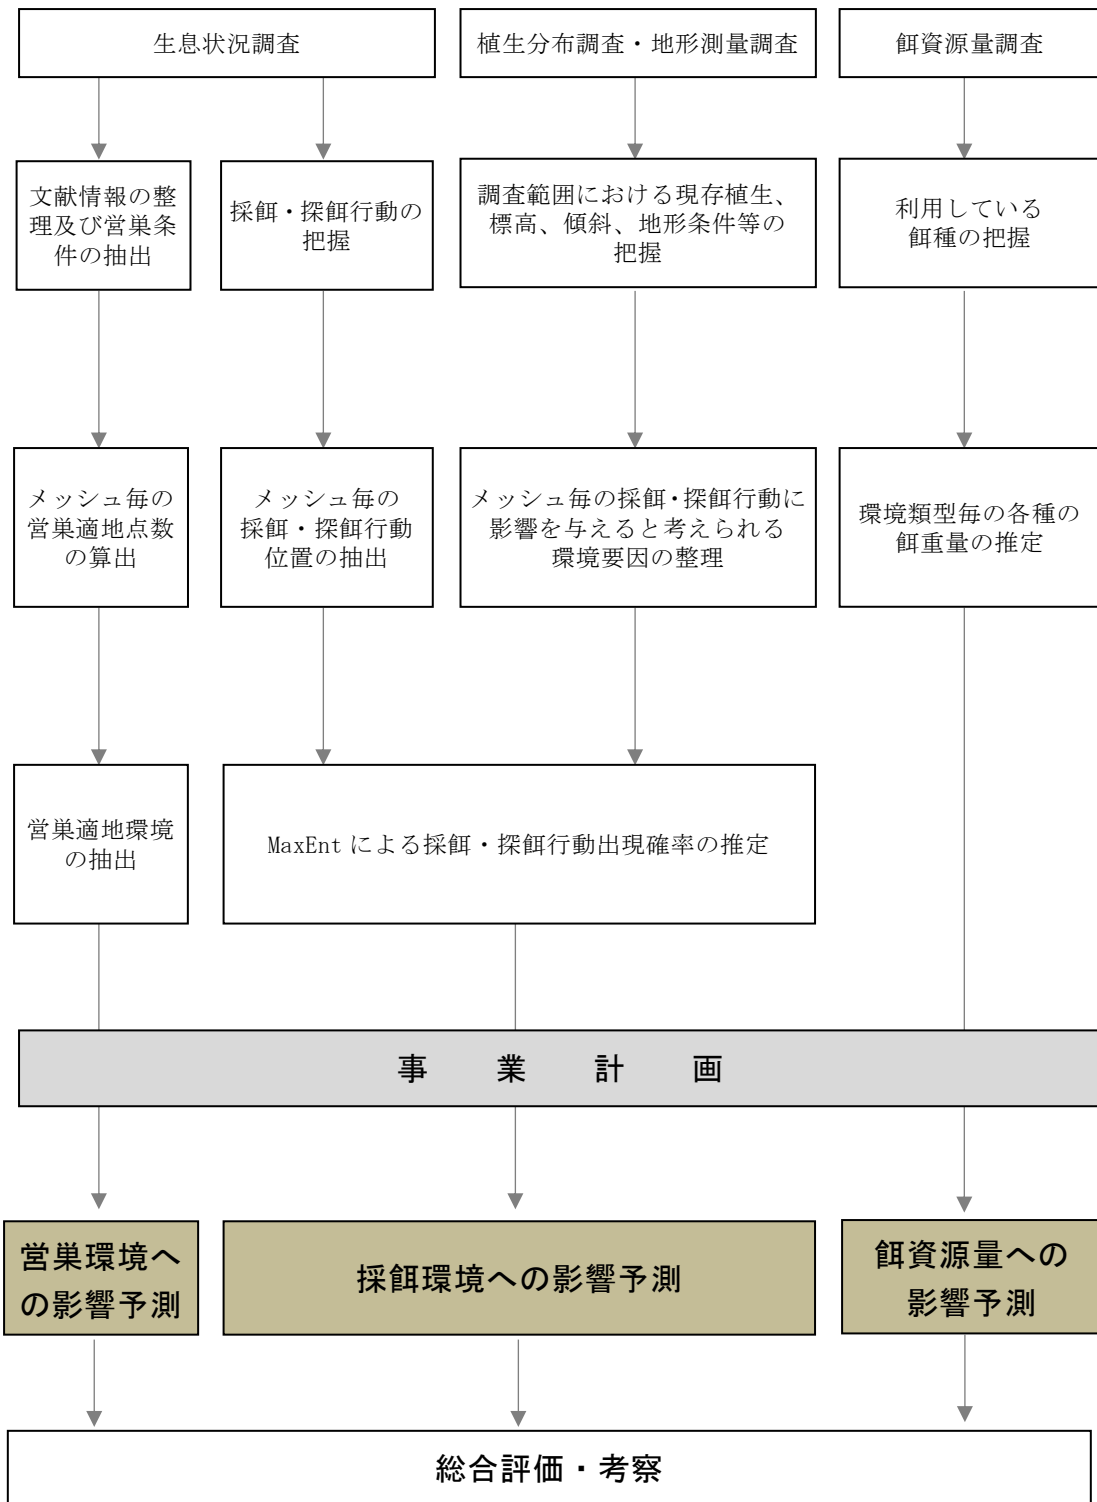 生息状況調査
植生分布調査・地形測量調査
餌資源量調査
文献情報の整
理及び営巣条
件の抽出
採餌・探餌行動の
把握
調査範囲における現存植生、
標高、傾斜、地形条件等の
把握
利用している
餌種の把握
メッシュ毎の
営巣適地点数
の算出
メッシュ毎の
採餌・探餌行動
位置の抽出
メッシュ毎の採餌・探餌行動に
影響を与えると考えられる
環境要因の整理
環境類型毎の各種の
餌重量の推定
営巣適地環境
の抽出
MaxEnt による採餌・探餌行動出現確率の推定
事 業 計 画
営巣環境へ
の影響予測
採餌環境への影響予測
餌資源量への
影響予測
総合評価・考察